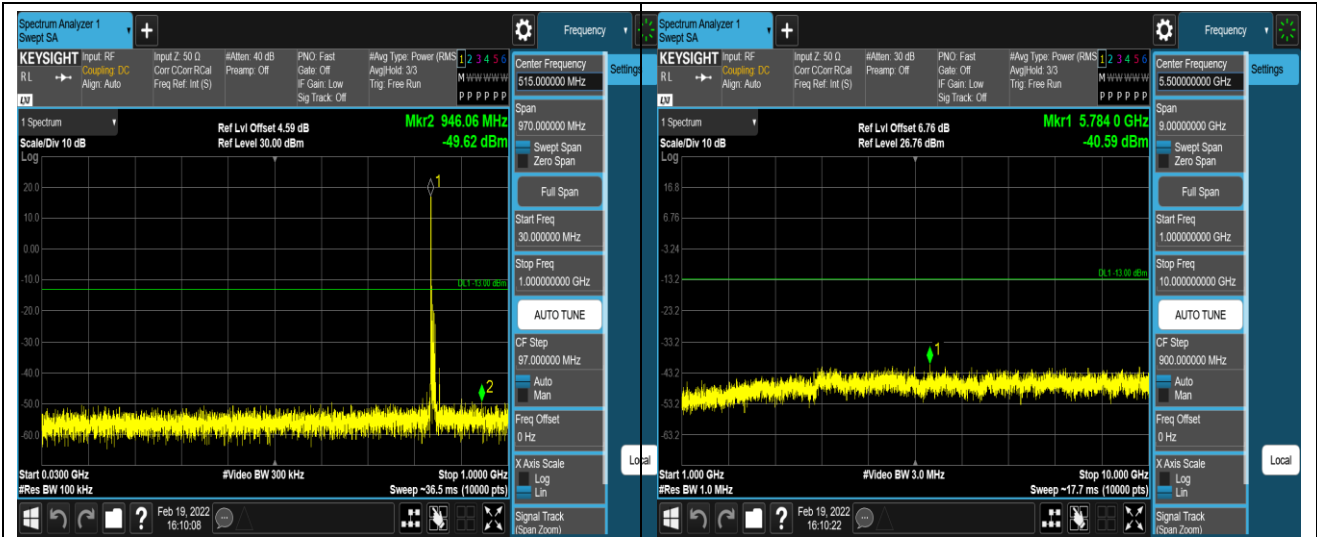 Spectrum Analyzer 1
Swept SA
+
Frequency
KEYSIGHT
RL
LXI
Input: RF
Coupling: DC
Align: Auto
Input Z: 50 Ω
Corr CCorr RCal
Freq Ref: Int (S)
#Atten: 40 dB
Preamp: Off
PNO: Fast
Gate: Off
IF Gain: Low
Sig Track: Off
#Avg Type: Power (RMS
Avg|Hold: 3/3
Trig: Free Run
1 2 3 4 5 6
M W W W W W
P P P P P P
Center Frequency
515.000000 MHz
Settings
1 Spectrum
Scale/Div 10 dB
Log
Ref Lvl Offset 4.59 dB
Ref Level 30.00 dBm
Mkr2 946.06 MHz
-49.62 dBm
Span
970.000000 MHz
Swept Span
Zero Span
Full Span
Start Freq
30.000000 MHz
Stop Freq
1.000000000 GHz
AUTO TUNE
CF Step
97.000000 MHz
Auto
Man
Freq Offset
0 Hz
X Axis Scale
Log
Lin
Signal Track
(Span Zoom)
Local
20.0
10.0
0.00
-10.0
-20.0
-30.0
-40.0
-50.0
-60.0
1
DL1 -13.00 dBm
2
Start 0.0300 GHz
#Res BW 100 kHz
#Video BW 300 kHz
Stop 1.0000 GHz
Sweep ~36.5 ms (10000 pts)
?
Feb 19, 2022
16:10:08
Spectrum Analyzer 1
Swept SA
+
Frequency
KEYSIGHT
RL
LXI
Input: RF
Coupling: DC
Align: Auto
Input Z: 50 Ω
Corr CCorr RCal
Freq Ref: Int (S)
#Atten: 30 dB
Preamp: Off
PNO: Fast
Gate: Off
IF Gain: Low
Sig Track: Off
#Avg Type: Power (RMS
Avg|Hold: 3/3
Trig: Free Run
1 2 3 4 5 6
M W W W W W
P P P P P P
Center Frequency
5.500000000 GHz
Settings
1 Spectrum
Scale/Div 10 dB
Log
Ref Lvl Offset 6.76 dB
Ref Level 26.76 dBm
Mkr1 5.784 0 GHz
-40.59 dBm
Span
9.00000000 GHz
Swept Span
Zero Span
Full Span
Start Freq
1.000000000 GHz
Stop Freq
10.000000000 GHz
AUTO TUNE
CF Step
900.000000 MHz
Auto
Man
Freq Offset
0 Hz
X Axis Scale
Log
Lin
Signal Track
(Span Zoom)
Local
16.8
6.76
-3.24
-13.2
-23.2
-33.2
-43.2
-53.2
-63.2
DL1 -13.00 dBm
1
Start 1.000 GHz
#Res BW 1.0 MHz
#Video BW 3.0 MHz
Stop 10.000 GHz
Sweep ~17.7 ms (10000 pts)
?
Feb 19, 2022
16:10:22